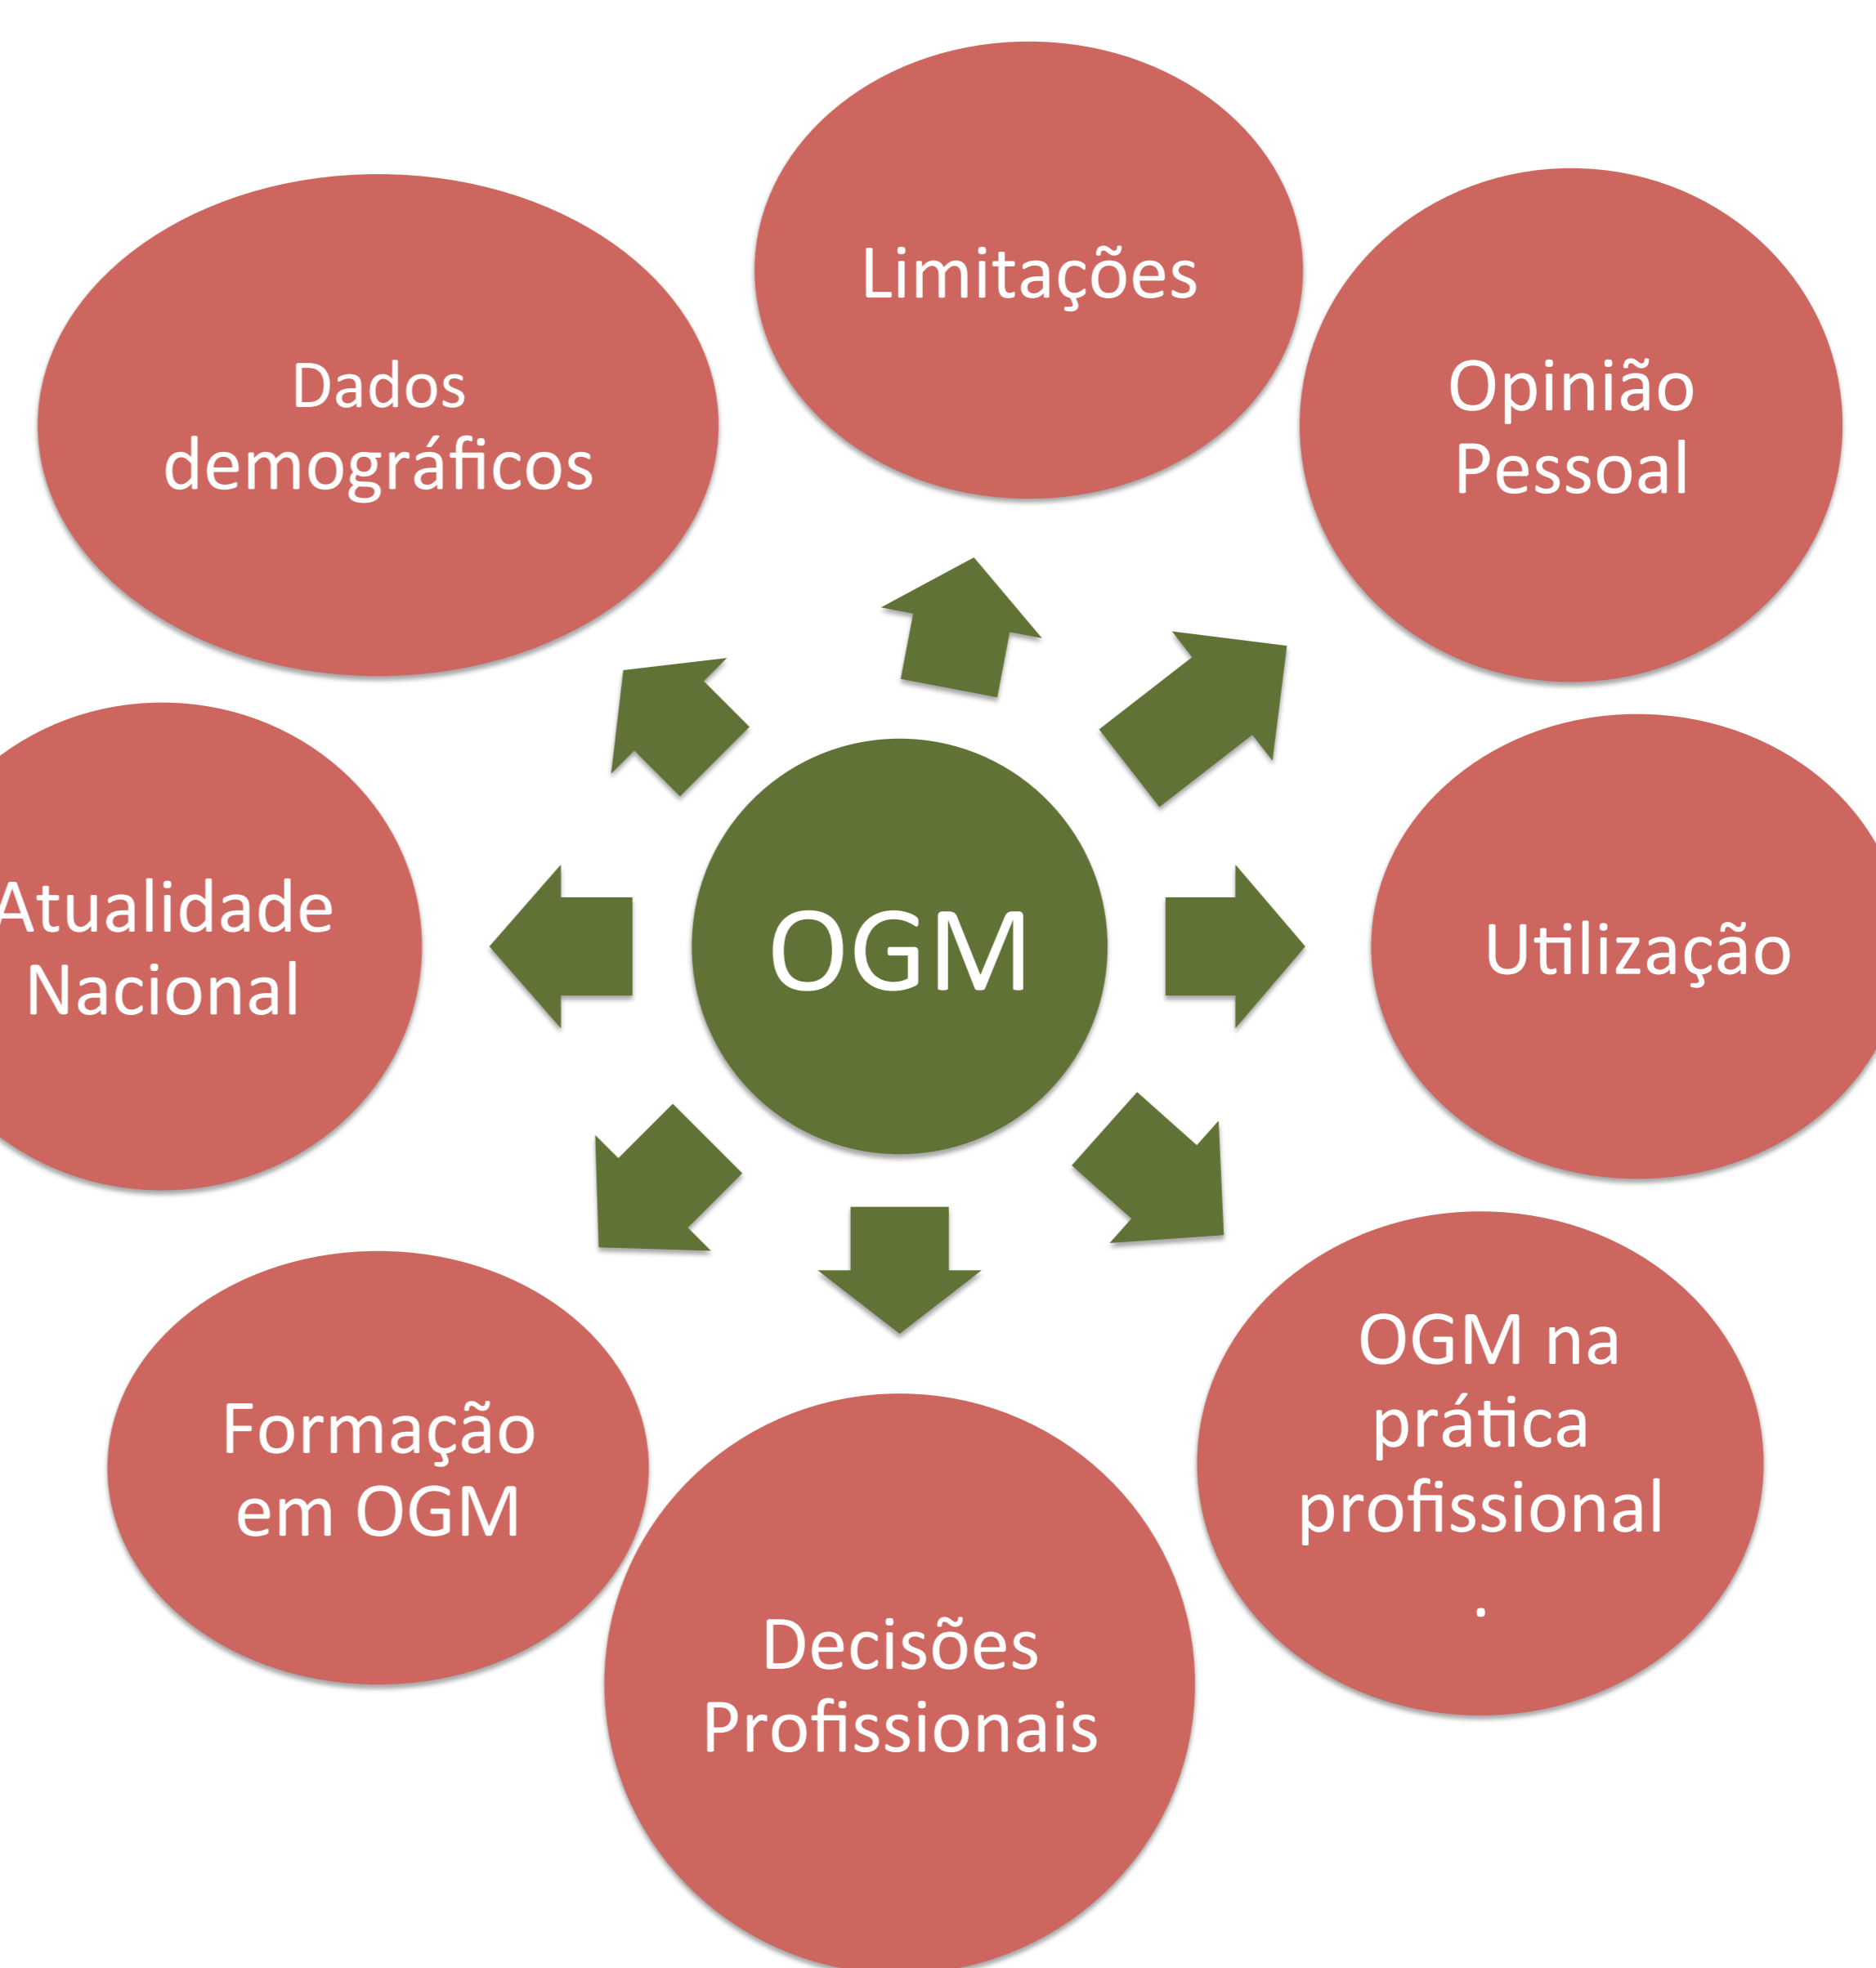 Limitações
Opinião
Pessoal
Dados
demográficos
Atualidade
Nacional
OGM
Utilização
OGM na
prática
profissional
.
Formação
em OGM
Decisões
Profissionais